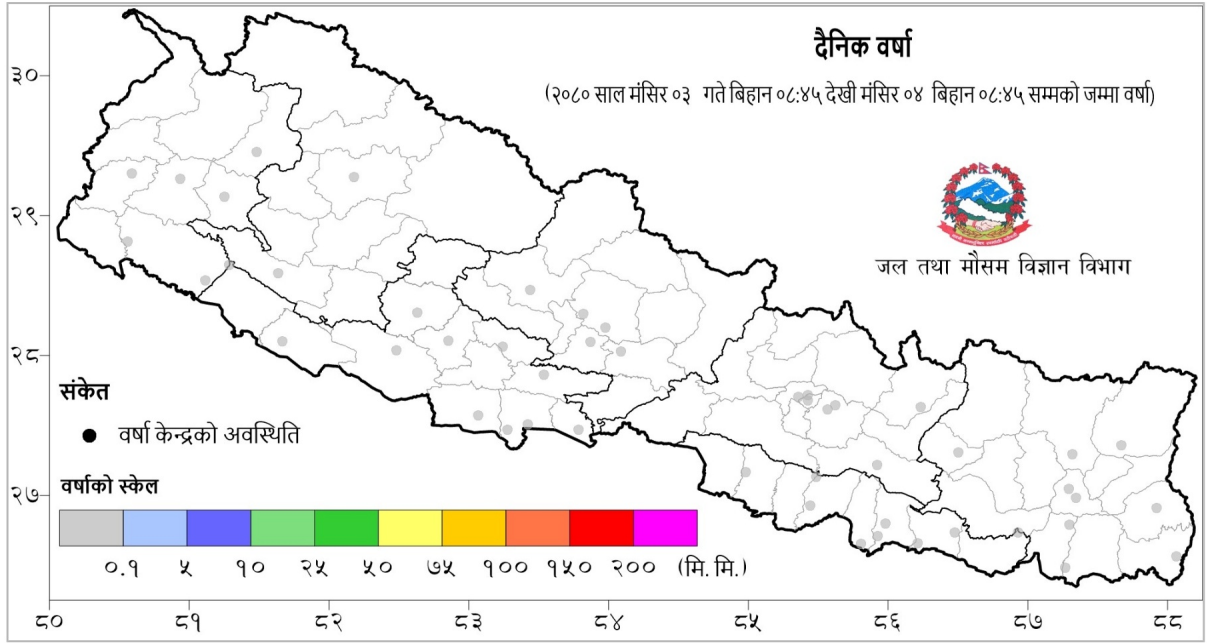 दैनिक वर्षा
(२०८० साल मंसिर ०३ गते बिहान ०८:४५ देखी मंसिर ०४ बिहान ०८:४५ सम्मको जम्मा वर्षा)
जल तथा मौसम विज्ञान विभाग
३०
२९
२८
२७
संकेत
वर्षा केन्द्रको अवस्थिति
वर्षाको स्केल
०.१ ५ १० २५ ५० ७५ १०० १५० २०० (मि. मि.)
८० ८१ ८२ ८३ ८४ ८५ ८६ ८७ ८८